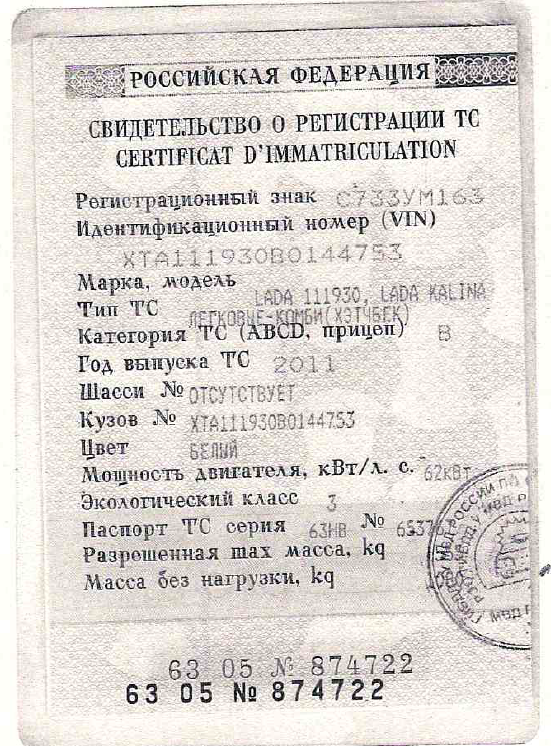 РОССИЙСКАЯ ФЕДЕРАЦИЯ
СВИДЕТЕЛЬСТВО О РЕГИСТРАЦИИ ТС
CERTIFICAT D'IMMATRICULATION
Регистрационный знак С733УМ163
Идентификационный номер (VIN)
XTA111930B0144753
Марка, модель
LADA 111930, LADA KALINA
Тип ТС ЛЕГКОВЫЕ-КОМБИ(ХЭТЧБЕК)
Категория ТС (ABCD, прицеп) B
Год выпуска ТС 2011
Шасси № ОТСУТСТВУЕТ
Кузов № XTA111930B0144753
Цвет БЕЛЫЙ
Мощность двигателя, кВт/л. с. 62кВт
Экологический класс 3
Паспорт ТС серия 63НВ №
Разрешенная max масса, kg
Масса без нагрузки, kg
63 05 № 874722
63 05 № 874722